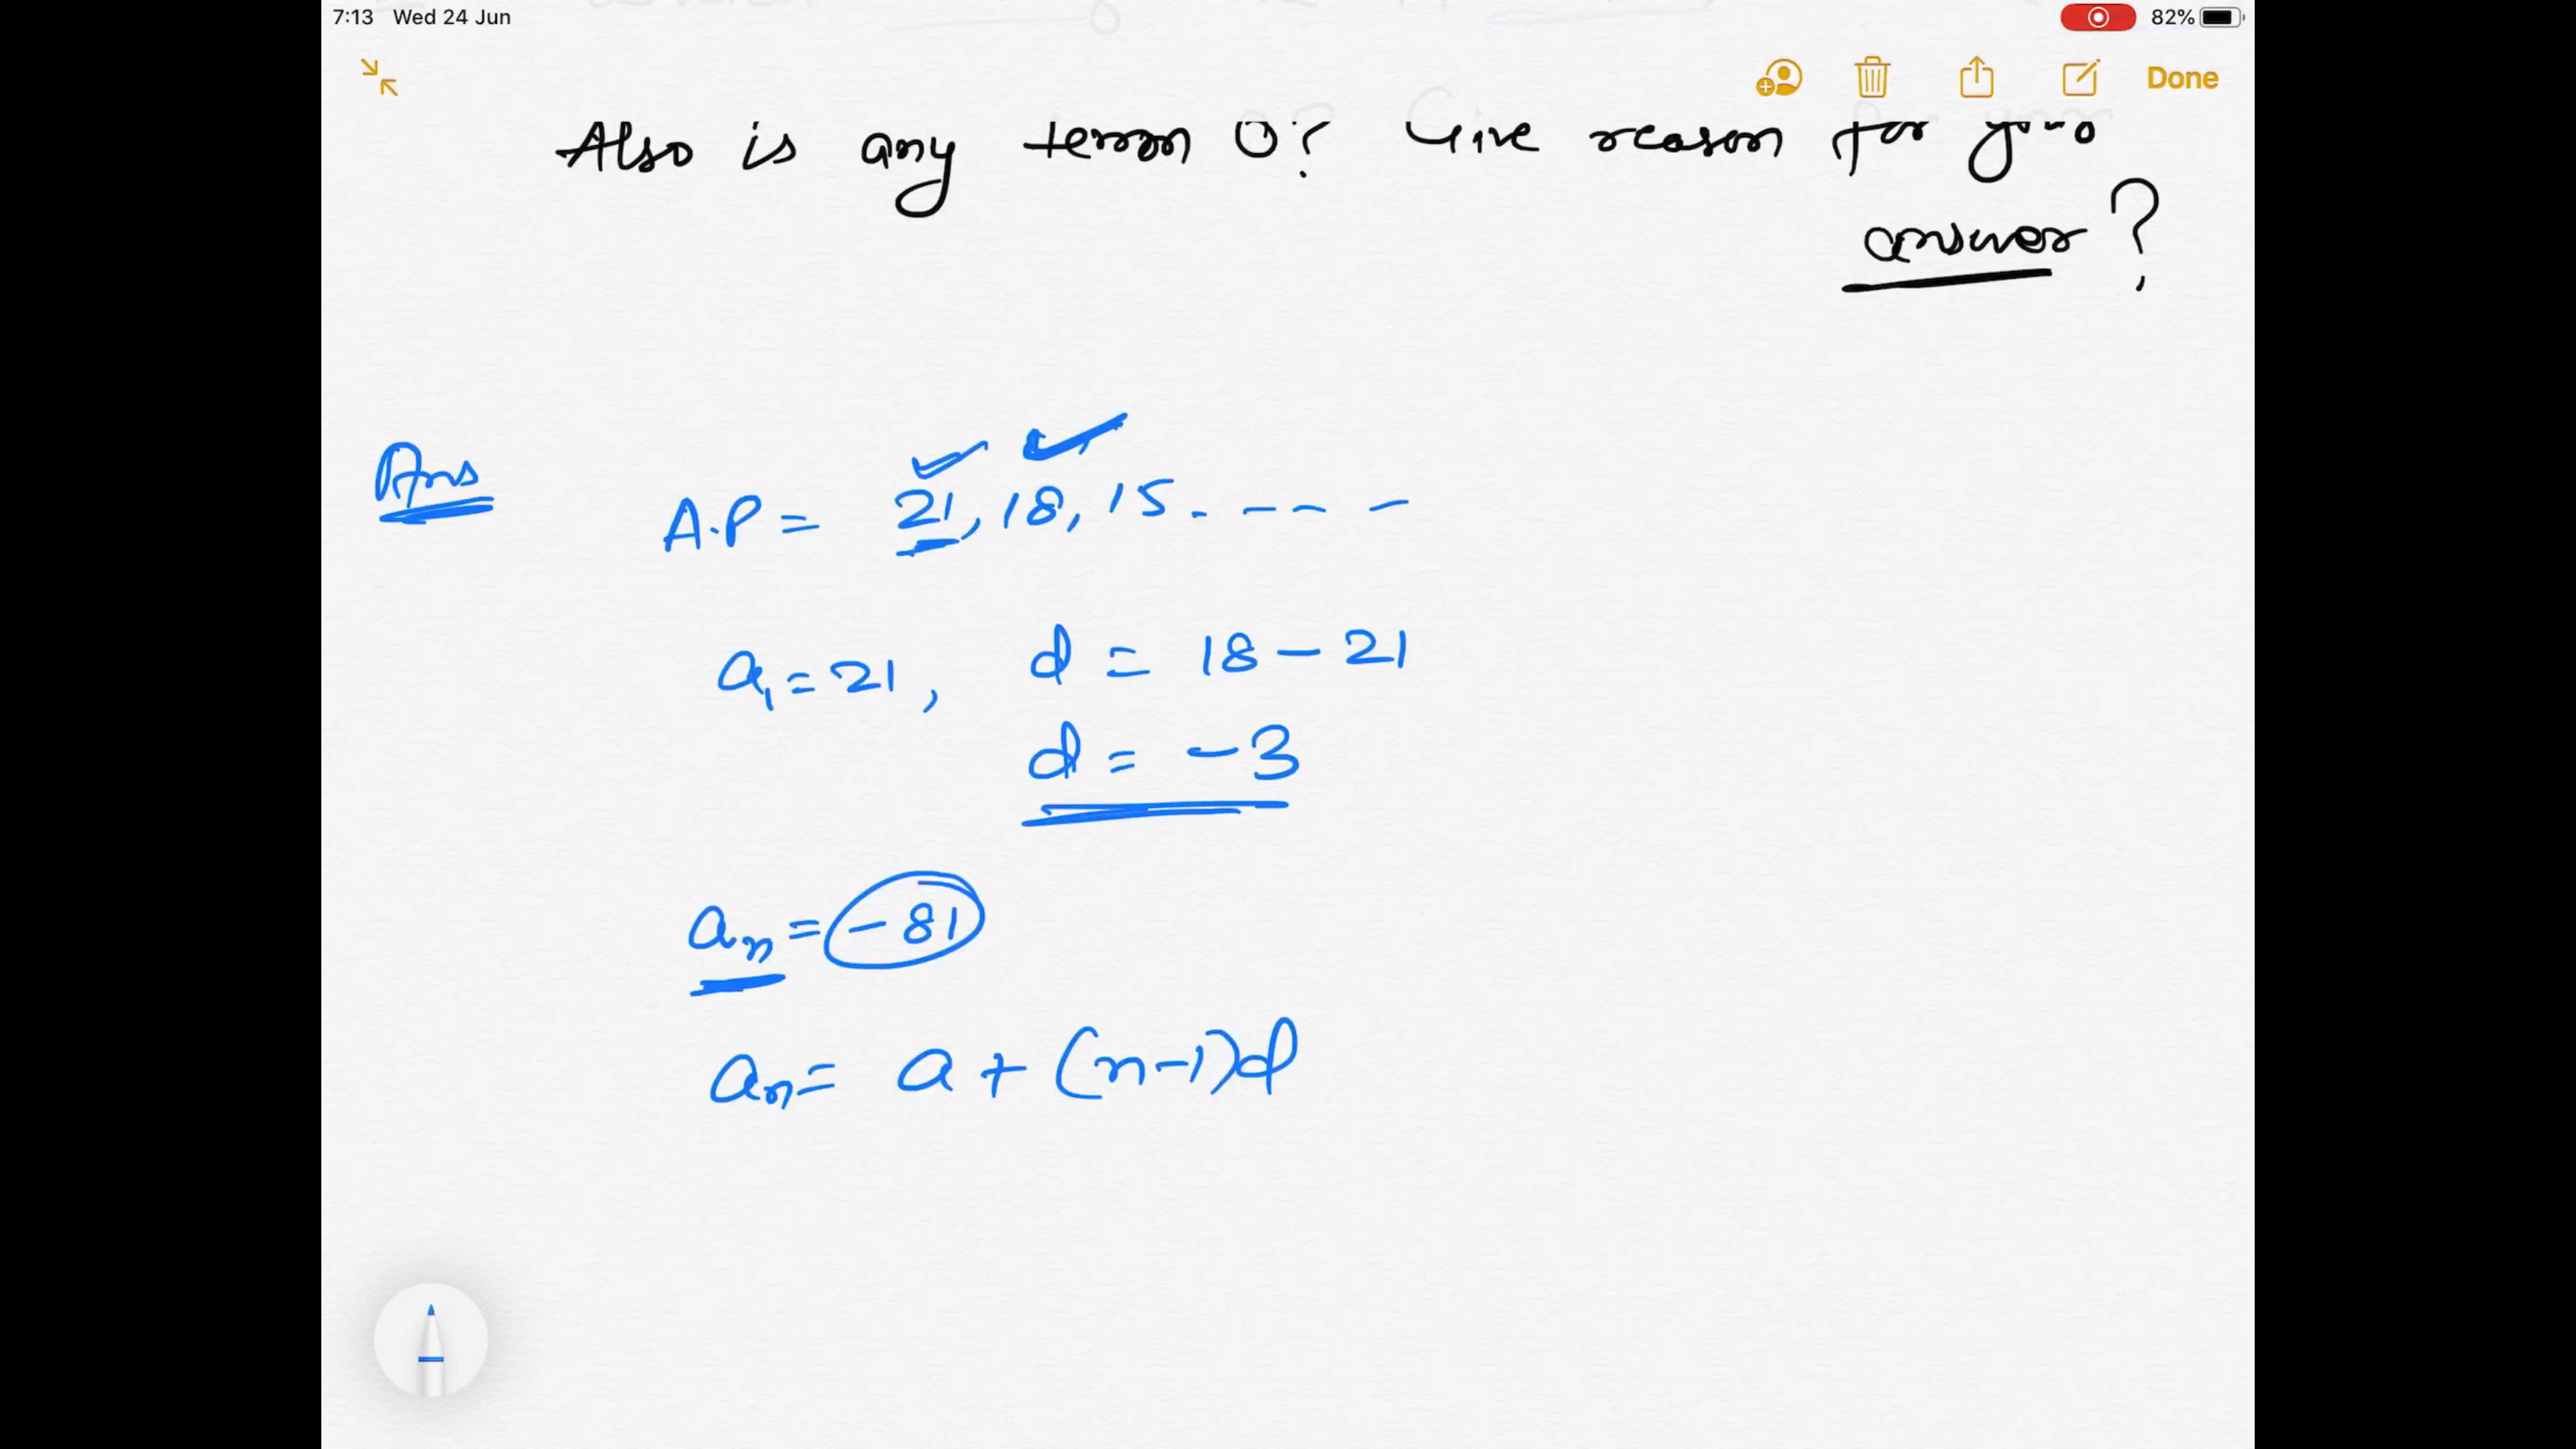 7:13 Wed 24 Jun
82%
Done
Also is any term 0? Give reason for your
answer?
Ans
A.P = 21, 18, 15. - - - -
a₁ = 21, d = 18 - 21
d = -3
aₙ = -81
aₙ = a + (n-1)d